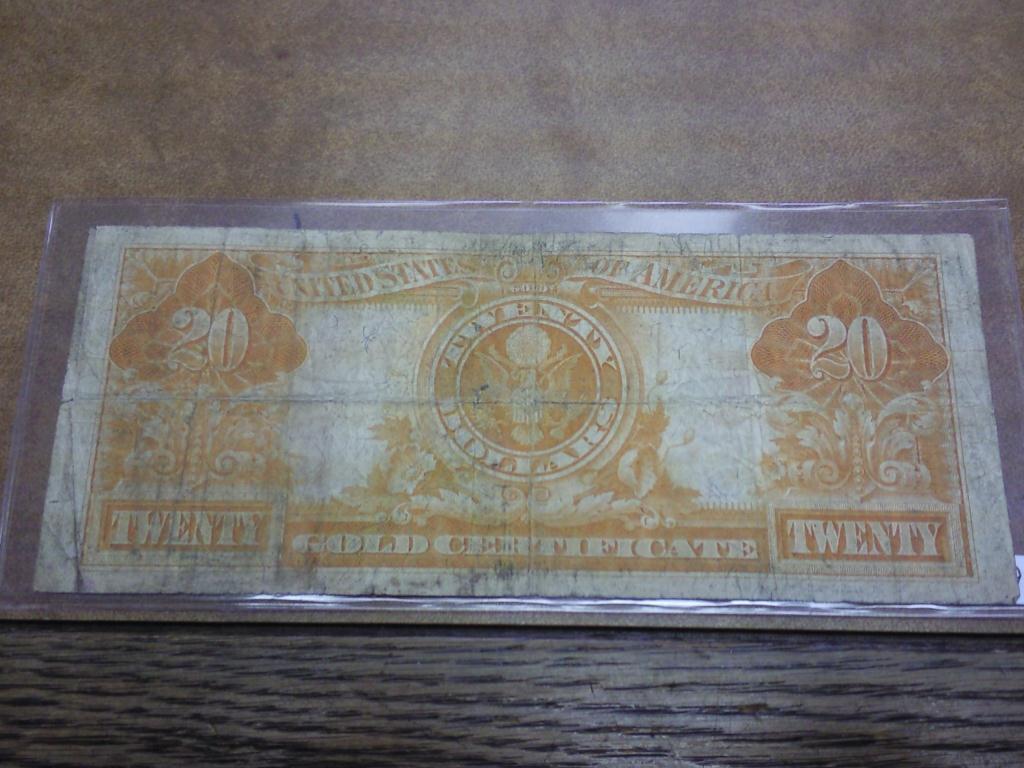 UNITED STATES OF AMERICA
20
20
TWENTY
DOLLARS
TWENTY
GOLD CERTIFICATE
TWENTY